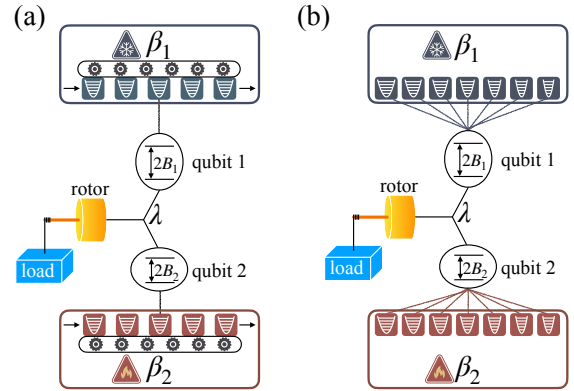 (a)
β1
2B1
qubit 1
rotor
λ
load
2B2
qubit 2
β2
(b)
β1
2B1
qubit 1
rotor
λ
load
2B2
qubit 2
β2